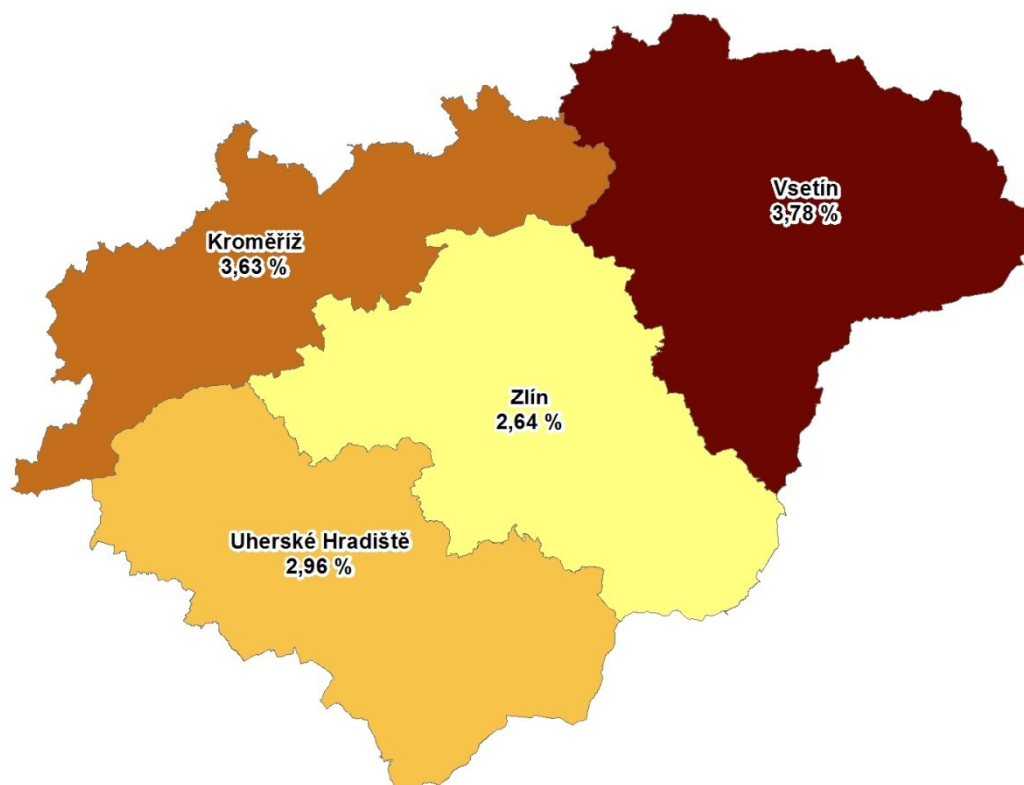 Vsetín
3,78 %
Kroměříž
3,63 %
Zlín
2,64 %
Uherské Hradiště
2,96 %